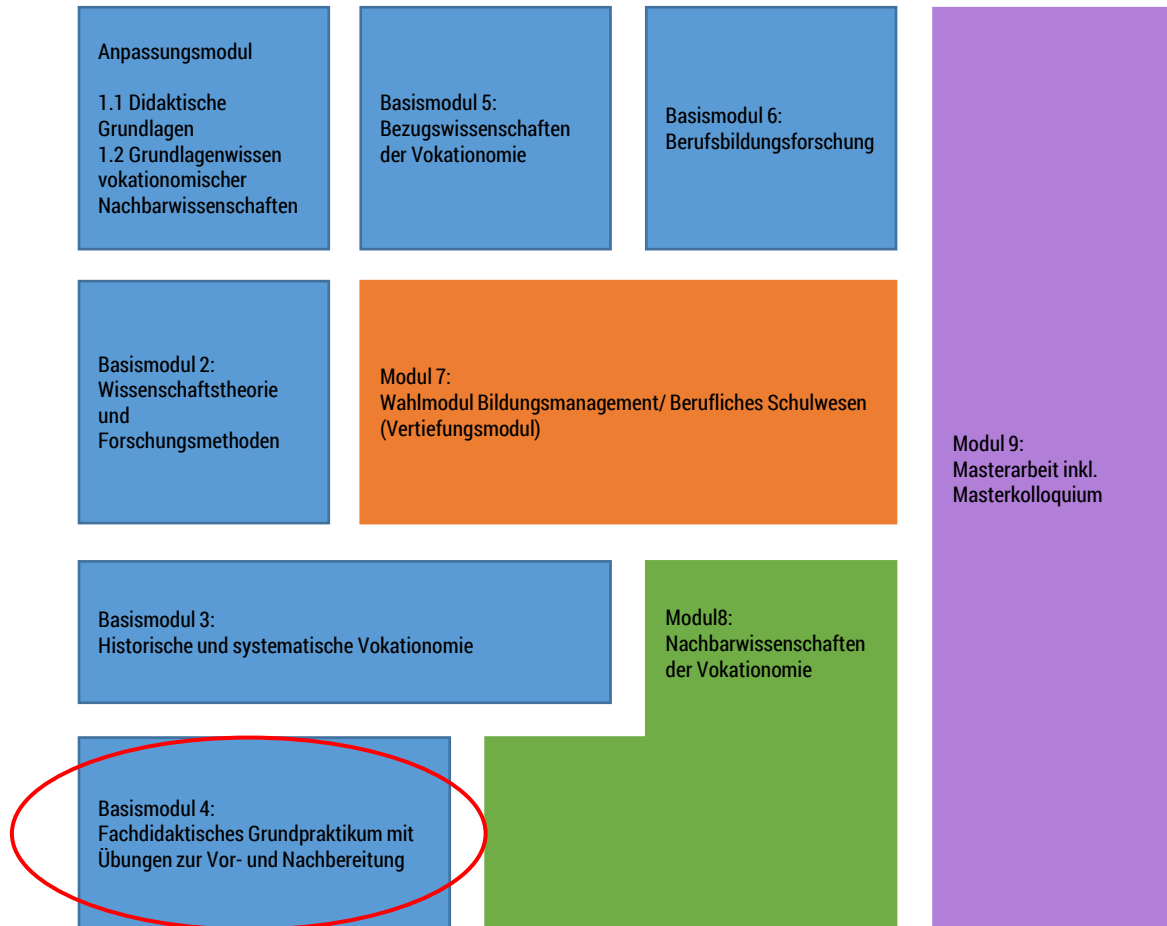 Anpassungsmodul
1.1 Didaktische
Grundlagen
1.2 Grundlagenwissen
vokationomischer
Nachbarwissenschaften
Basismodul 5:
Bezugswissenschaften
der Vokationomie
Basismodul 6:
Berufsbildungsforschung
Basismodul 2:
Wissenschaftstheorie
und
Forschungsmethoden
Modul 7:
Wahlmodul Bildungsmanagement/ Berufliches Schulwesen
(Vertiefungsmodul)
Modul 9:
Masterarbeit inkl.
Masterkolloquium
Basismodul 3:
Historische und systematische Vokationomie
Modul8:
Nachbarwissenschaften
der Vokationomie
Basismodul 4:
Fachdidaktisches Grundpraktikum mit
Übungen zur Vor- und Nachbereitung